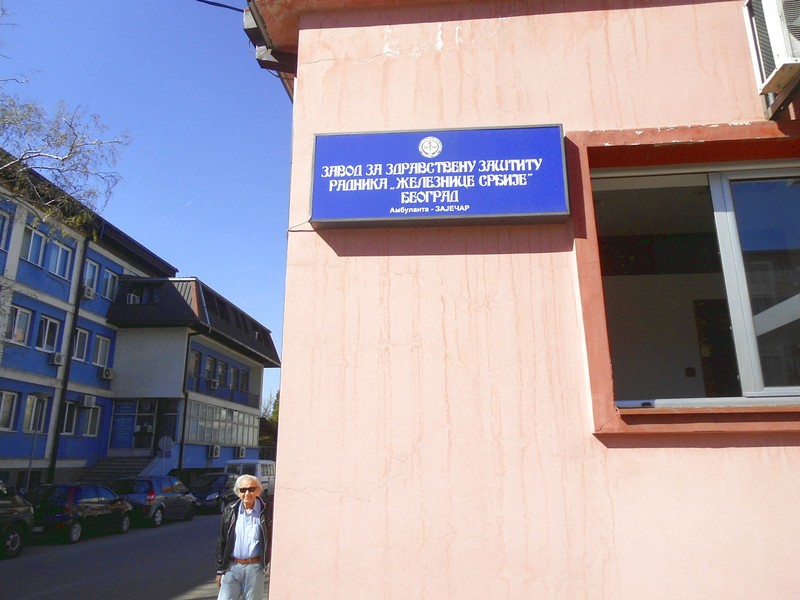 ЗАВОД ЗА ЗДРАВСТВЕНУ ЗАШТИТУ
РАДНИКА „ЖЕЛЕЗНИЦЕ СРБИЈЕ"
БЕОГРАД
Амбуланта - ЗАЈЕЧАР